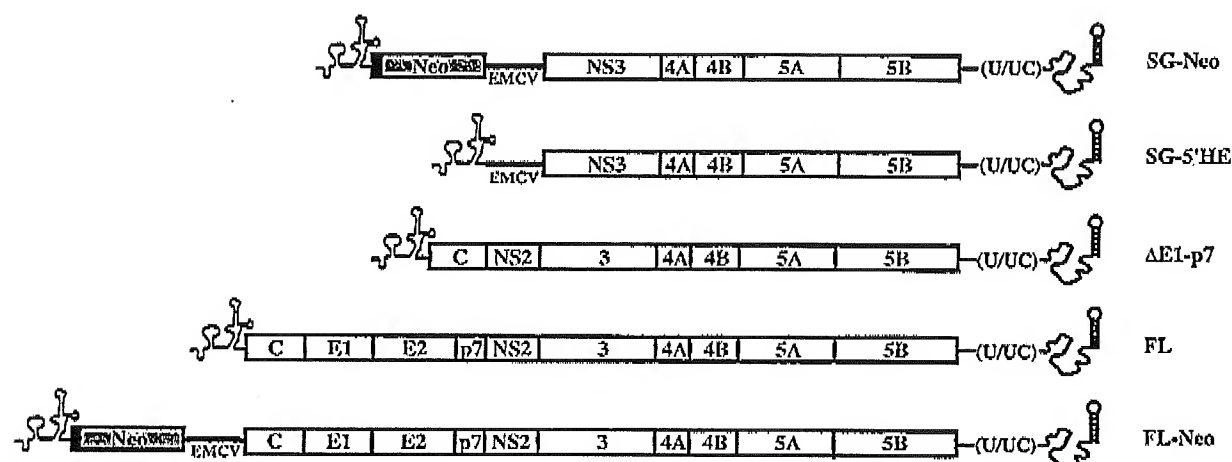 Neo EMCV NS3 4A 4B 5A 5B (U/UC) SG-Neo
EMCV NS3 4A 4B 5A 5B (U/UC) SG-5'HE
C NS2 3 4A 4B 5A 5B (U/UC) ΔE1-p7
C E1 E2 p7 NS2 3 4A 4B 5A 5B (U/UC) FL
Neo EMCV C E1 E2 p7 NS2 3 4A 4B 5A 5B (U/UC) FL-Neo